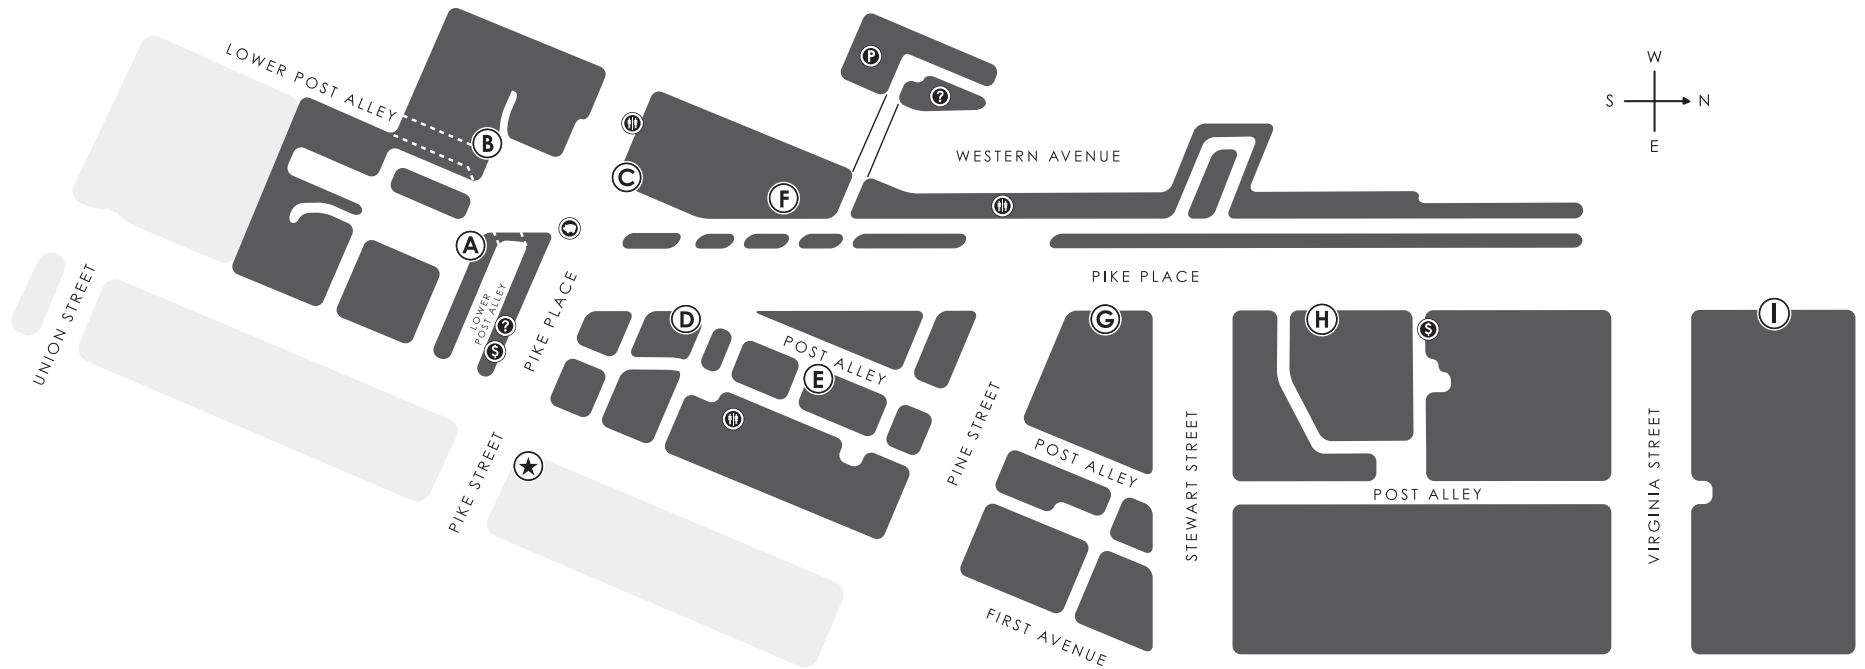 LOWER POST ALLEY
B
P
?
W
S N
E
C
F
WESTERN AVENUE
A
UNION STREET
LOWER
POST ALLEY
?
$
PIKE PLACE
PIKE PLACE
D
G
H
$
I
POST ALLEY
E
PIKE STREET
PINE STREET
POST ALLEY
STEWART STREET
POST ALLEY
VIRGINIA STREET
FIRST AVENUE